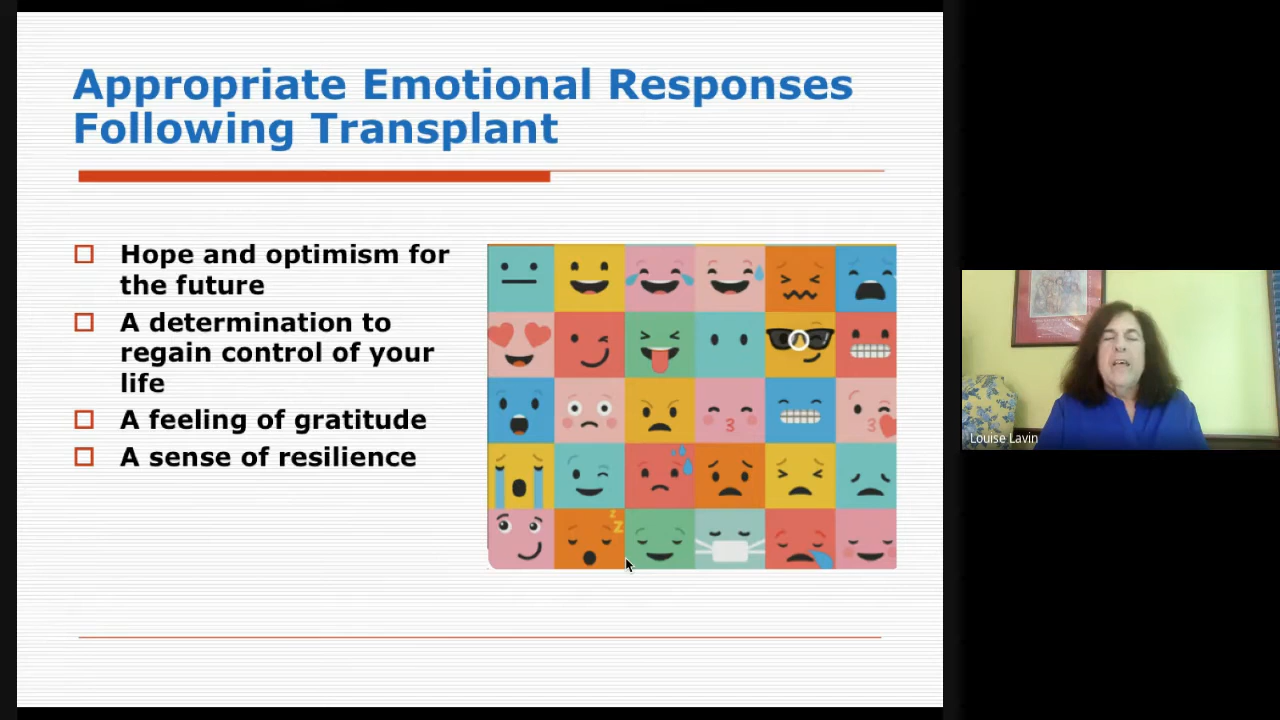 Appropriate Emotional Responses
Following Transplant
Hope and optimism for
the future
A determination to
regain control of your
life
A feeling of gratitude
A sense of resilience
z
z
Louise Lavin